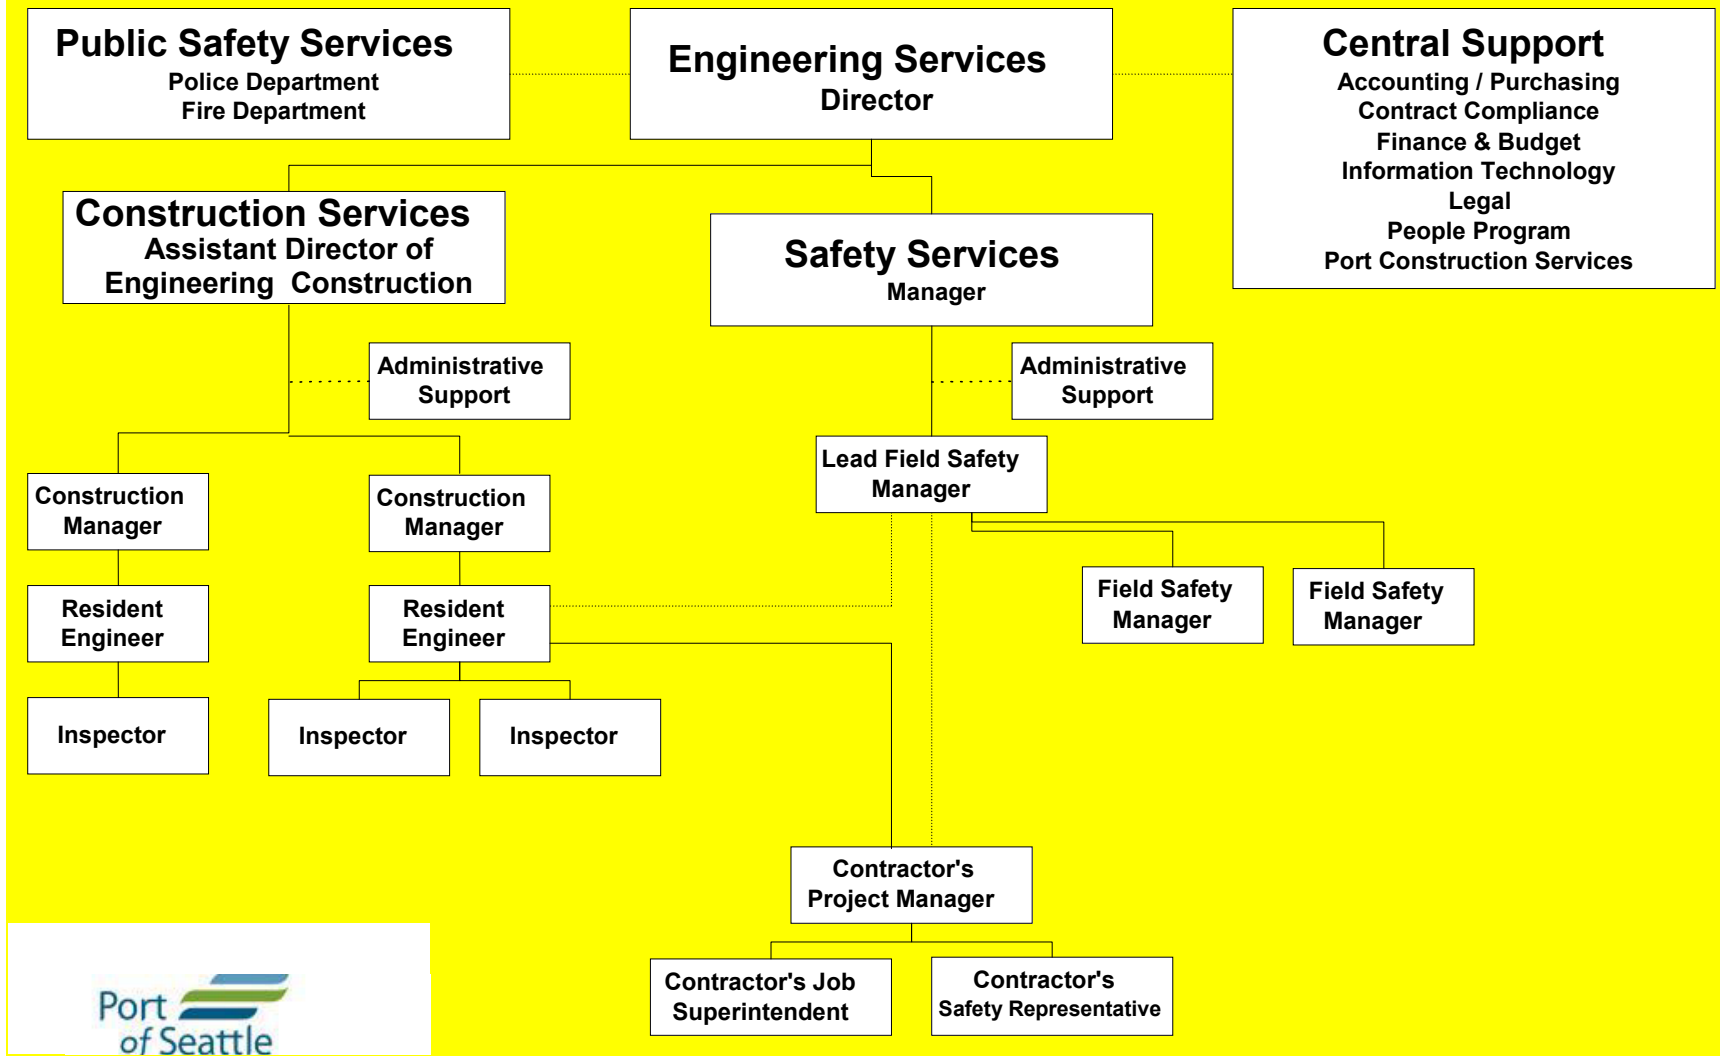 Public Safety Services
Police Department
Fire Department
Engineering Services
Director
Central Support
Accounting / Purchasing
Contract Compliance
Finance & Budget
Information Technology
Legal
People Program
Port Construction Services
Construction Services
Assistant Director of
Engineering Construction
Safety Services
Manager
Administrative
Support
Administrative
Support
Lead Field Safety
Manager
Construction
Manager
Construction
Manager
Field Safety
Manager
Field Safety
Manager
Resident
Engineer
Resident
Engineer
Inspector
Inspector
Inspector
Contractor's
Project Manager
Contractor's Job
Superintendent
Contractor's
Safety Representative
Port
of Seattle